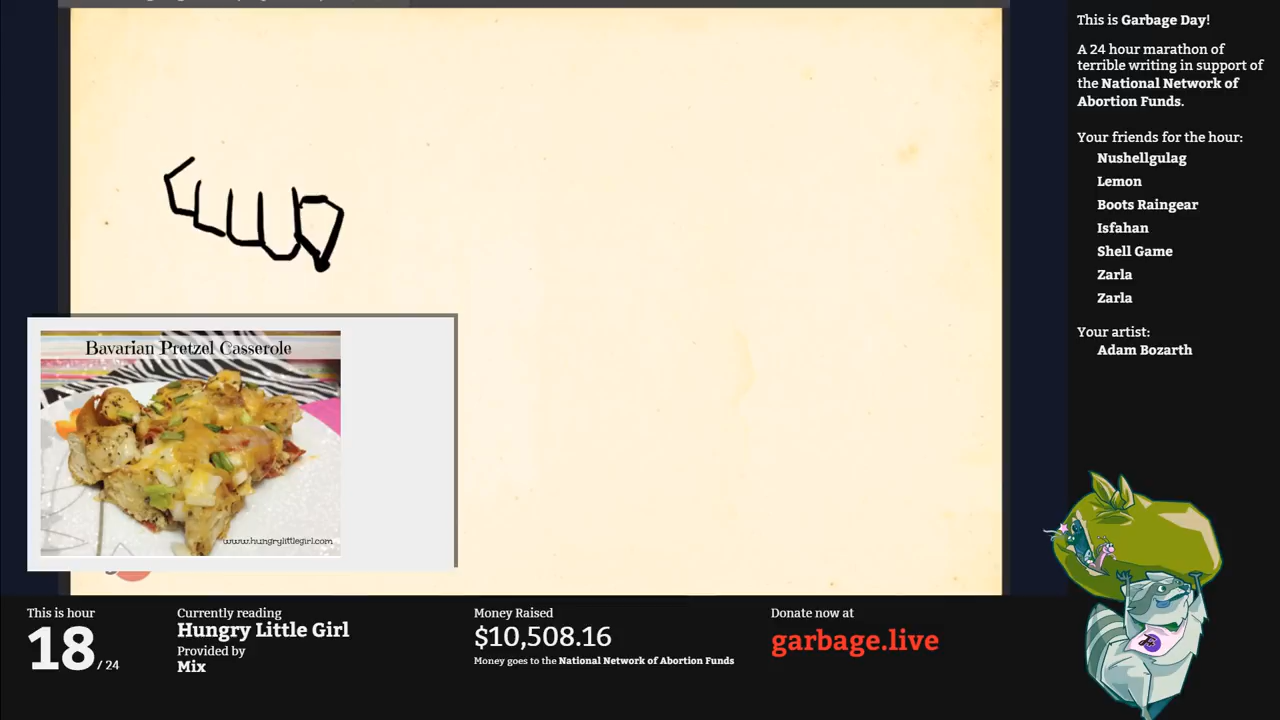 Bavarian Pretzel Casserole
www.hungrylittlegirl.com
This is Garbage Day!
A 24 hour marathon of
terrible writing in support of
the National Network of
Abortion Funds.
Your friends for the hour:
Nushellgulag
Lemon
Boots Raingear
Isfahan
Shell Game
Zarla
Zarla
Your artist:
Adam Bozarth
This is hour
18 / 24
Currently reading
Hungry Little Girl
Provided by
Mix
Money Raised
$10,508.16
Money goes to the National Network of Abortion Funds
Donate now at
garbage.live